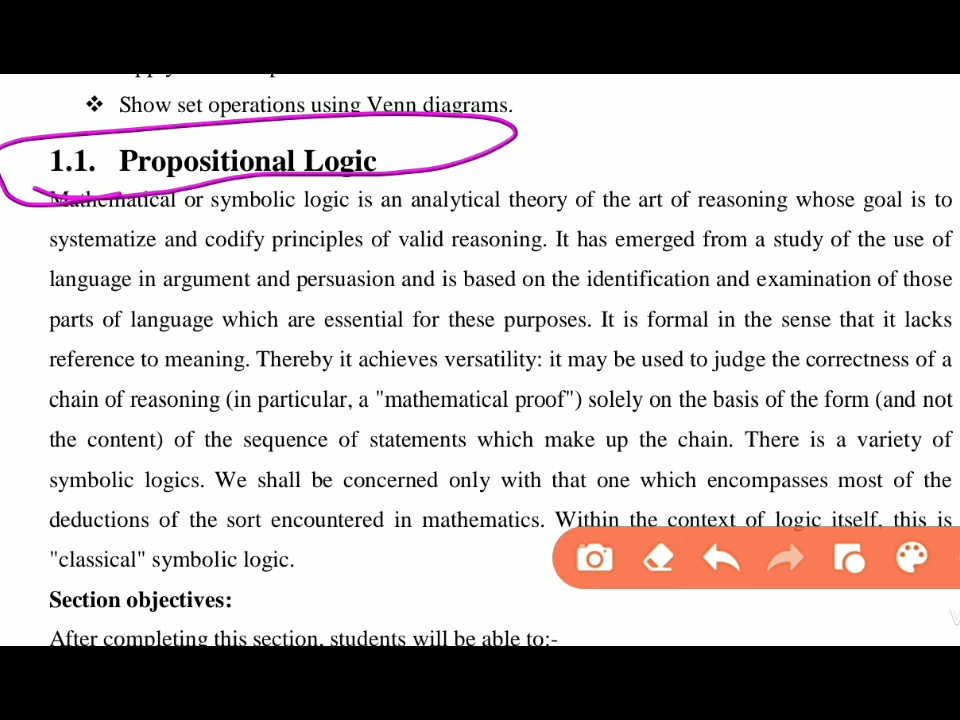 ❖ Show set operations using Venn diagrams.
1.1. Propositional Logic
Mathematical or symbolic logic is an analytical theory of the art of reasoning whose goal is to
systematize and codify principles of valid reasoning. It has emerged from a study of the use of
language in argument and persuasion and is based on the identification and examination of those
parts of language which are essential for these purposes. It is formal in the sense that it lacks
reference to meaning. Thereby it achieves versatility: it may be used to judge the correctness of a
chain of reasoning (in particular, a "mathematical proof") solely on the basis of the form (and not
the content) of the sequence of statements which make up the chain. There is a variety of
symbolic logics. We shall be concerned only with that one which encompasses most of the
deductions of the sort encountered in mathematics. Within the context of logic itself, this is
"classical" symbolic logic.
Section objectives:
After completing this section, students will be able to:-